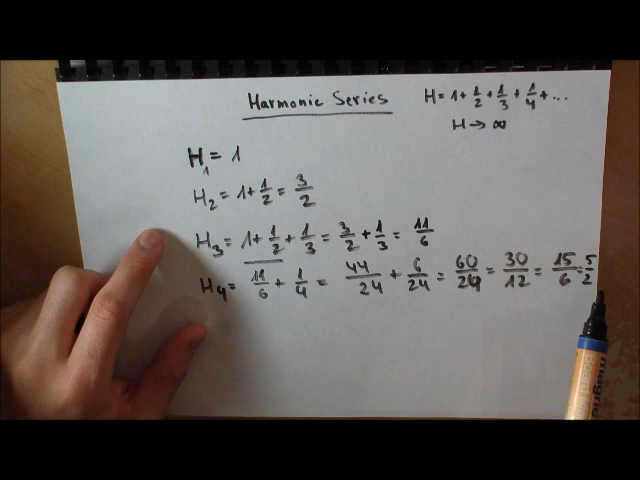 Harmonic Series
H = 1 + 1/2 + 1/3 + 1/4 + ...
H → ∞
H₁ = 1
H₂ = 1 + 1/2 = 3/2
H₃ = 1 + 1/2 + 1/3 = 3/2 + 1/3 = 11/6
H₄ = 11/6 + 1/4 = 44/24 + 6/24 = 60/24 = 30/12 = 15/6 = 5/2